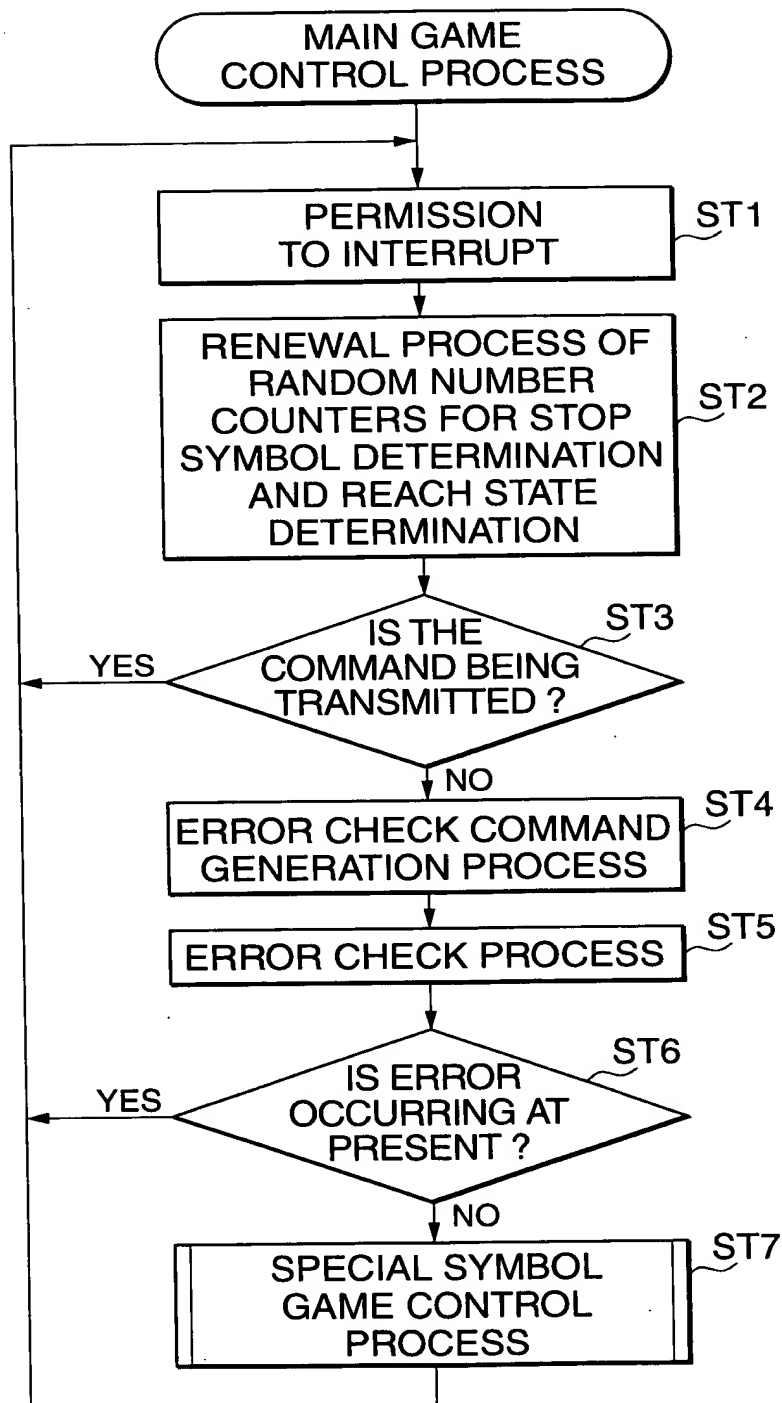 MAIN GAME
CONTROL PROCESS
PERMISSION
TO INTERRUPT
ST1
RENEWAL PROCESS OF
RANDOM NUMBER
COUNTERS FOR STOP
SYMBOL DETERMINATION
AND REACH STATE
DETERMINATION
ST2
IS THE
COMMAND BEING
TRANSMITTED ?
ST3
YES
NO
ERROR CHECK COMMAND
GENERATION PROCESS
ST4
ERROR CHECK PROCESS
ST5
IS ERROR
OCCURRING AT
PRESENT ?
ST6
YES
NO
SPECIAL SYMBOL
GAME CONTROL
PROCESS
ST7